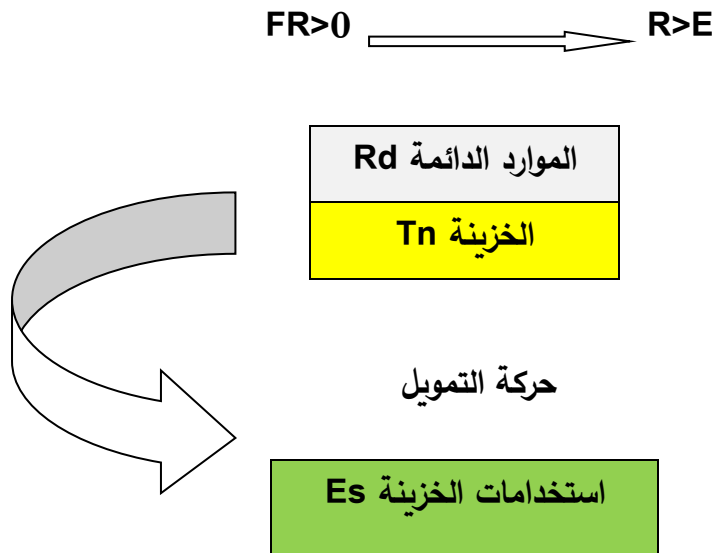 FR>0 R>E
الموارد الدائمة Rd
الخزينة Tn
حركة التمويل
استخدامات الخزينة Es